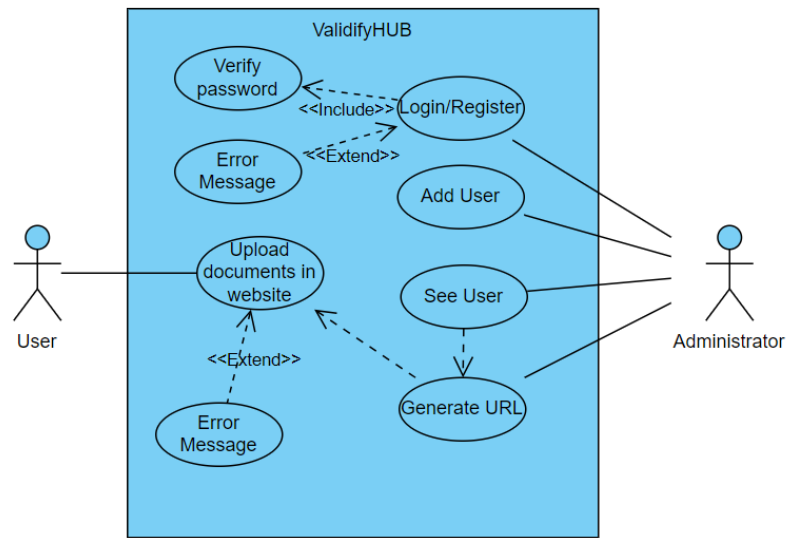 ValidifyHUB
Verify
password
<<Include>>
Login/Register
Error
Message
<<Extend>>
Add User
Upload
documents in
website
See User
User
Administrator
<<Extend>>
Generate URL
Error
Message